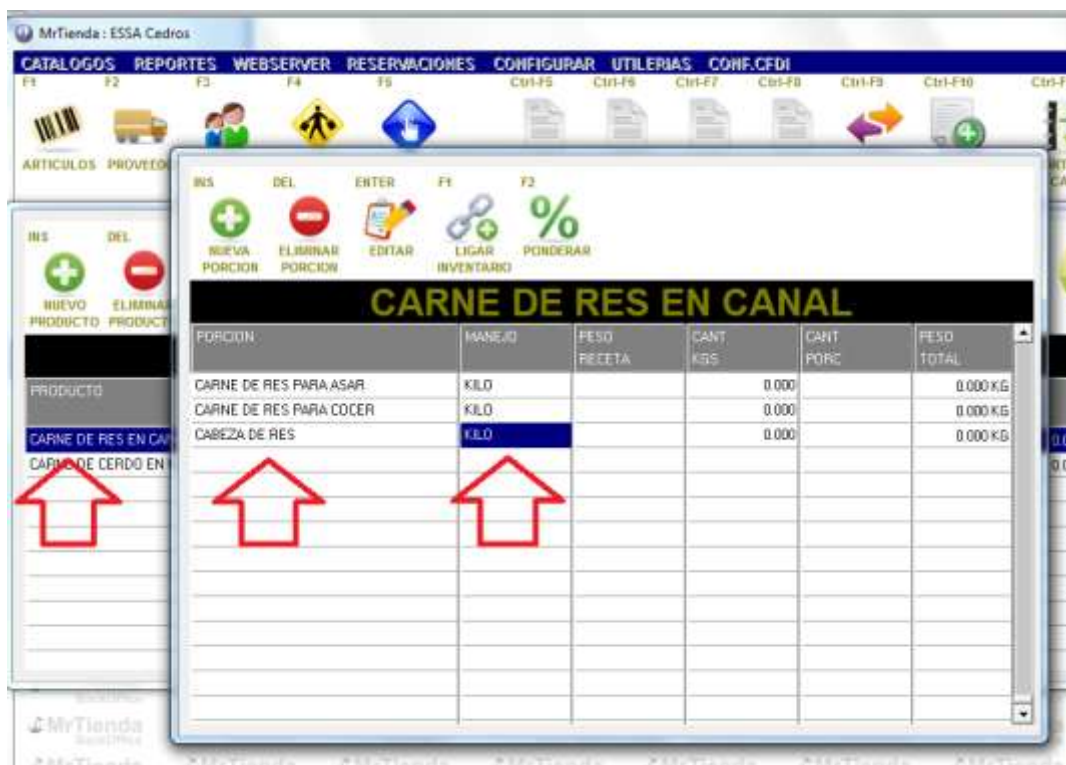 MrTienda : ESSA Cedros
CATALOGOS REPORTES WEBSERVER RESERVACIONES CONFIGURAR UTILERIAS CONF.CFDI
F1 F2 F3 F4 F5 Ctrl-F5 Ctrl-F6 Ctrl-F7 Ctrl-F8 Ctrl-F9 Ctrl-F10
ARTICULOS
INS DEL
NUEVO
PRODUCTO
PRODUCTO
CARNE DE RES EN
CARNE DE CERDO EN
INS DEL ENTER F1 F2
NUEVA PORCION
ELIMINAR PORCION
EDITAR
LIGAR INVENTARIO
PONDERAR
CARNE DE RES EN CANAL
PORCION MANEJO PESO RECETA CANT KGS CANT PORC PESO TOTAL
CARNE DE RES PARA ASAR KILO 0.000 0.000 KG
CARNE DE RES PARA COCER KILO 0.000 0.000 KG
CABEZA DE RES KILO 0.000 0.000 KG
MrTienda